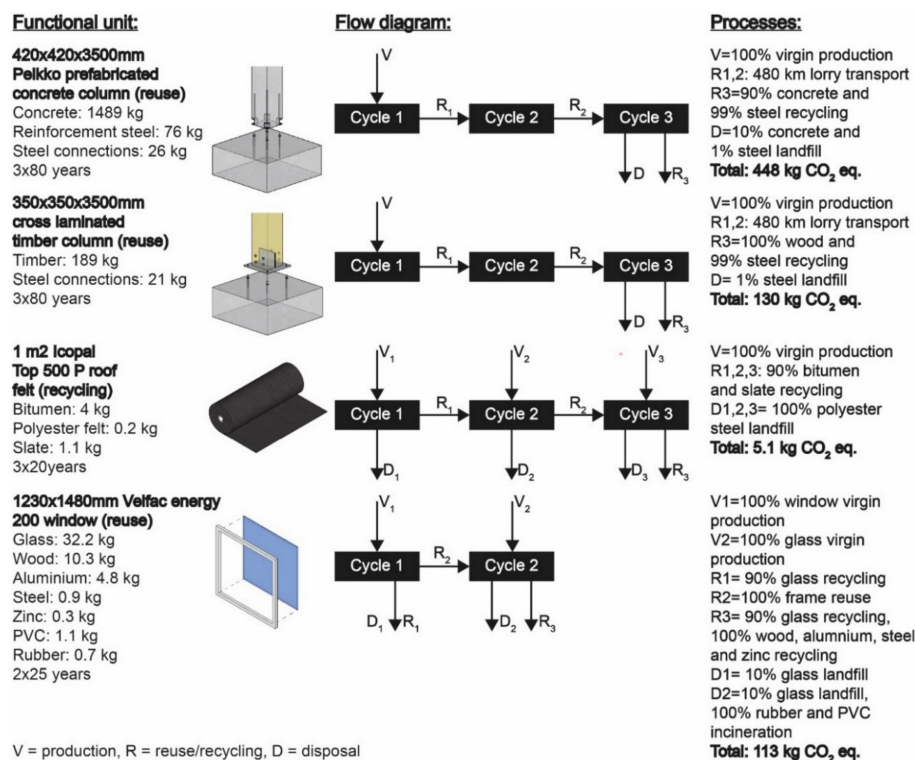 Functional unit:
Flow diagram:
Processes:
420x420x3500mm
Peikko prefabricated
concrete column (reuse)
Concrete: 1489 kg
Reinforcement steel: 76 kg
Steel connections: 26 kg
3x80 years
V
Cycle 1
R1
Cycle 2
R2
Cycle 3
D
R3
V=100% virgin production
R1,2: 480 km lorry transport
R3=90% concrete and
99% steel recycling
D=10% concrete and
1% steel landfill
Total: 448 kg CO2 eq.
350x350x3500mm
cross laminated
timber column (reuse)
Timber: 189 kg
Steel connections: 21 kg
3x80 years
V
Cycle 1
R1
Cycle 2
R2
Cycle 3
D
R3
V=100% virgin production
R1,2: 480 km lorry transport
R3=100% wood and
99% steel recycling
D= 1% steel landfill
Total: 130 kg CO2 eq.
1 m2 Icopal
Top 500 P roof
felt (recycling)
Bitumen: 4 kg
Polyester felt: 0.2 kg
Slate: 1.1 kg
3x20years
V1
V2
V3
Cycle 1
R1
Cycle 2
R2
Cycle 3
D1
D2
D3
R3
V=100% virgin production
R1,2,3: 90% bitumen
and slate recycling
D1,2,3= 100% polyester
steel landfill
Total: 5.1 kg CO2 eq.
1230x1480mm Velfac energy
200 window (reuse)
Glass: 32.2 kg
Wood: 10.3 kg
Aluminium: 4.8 kg
Steel: 0.9 kg
Zinc: 0.3 kg
PVC: 1.1 kg
Rubber: 0.7 kg
2x25 years
V1
V2
Cycle 1
R2
Cycle 2
D1
R1
D2
R3
V1=100% window virgin
production
V2=100% glass virgin
production
R1= 90% glass recycling
R2=100% frame reuse
R3= 90% glass recycling,
100% wood, alumnium, steel
and zinc recycling
D1= 10% glass landfill
D2=10% glass landfill,
100% rubber and PVC
incineration
Total: 113 kg CO2 eq.
V = production, R = reuse/recycling, D = disposal